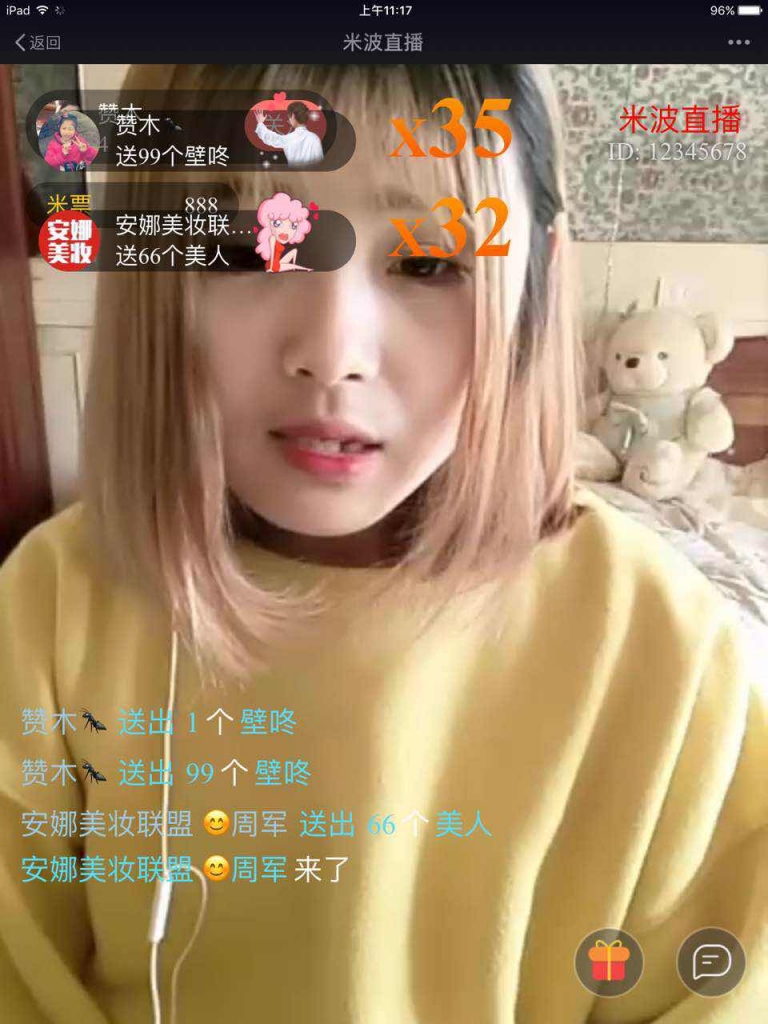 iPad 上午11:17 96%
返回 米波直播
赞木
赞木🐜
送99个壁咚
x35
米波直播
ID: 12345678
米票 888
安娜美妆
安娜美妆联...
送66个美人
x32
赞木🐜 送出 1 个 壁咚
赞木🐜 送出 99 个 壁咚
安娜美妆联盟 😊周军 送出 66 个 美人
安娜美妆联盟 😊周军 来了